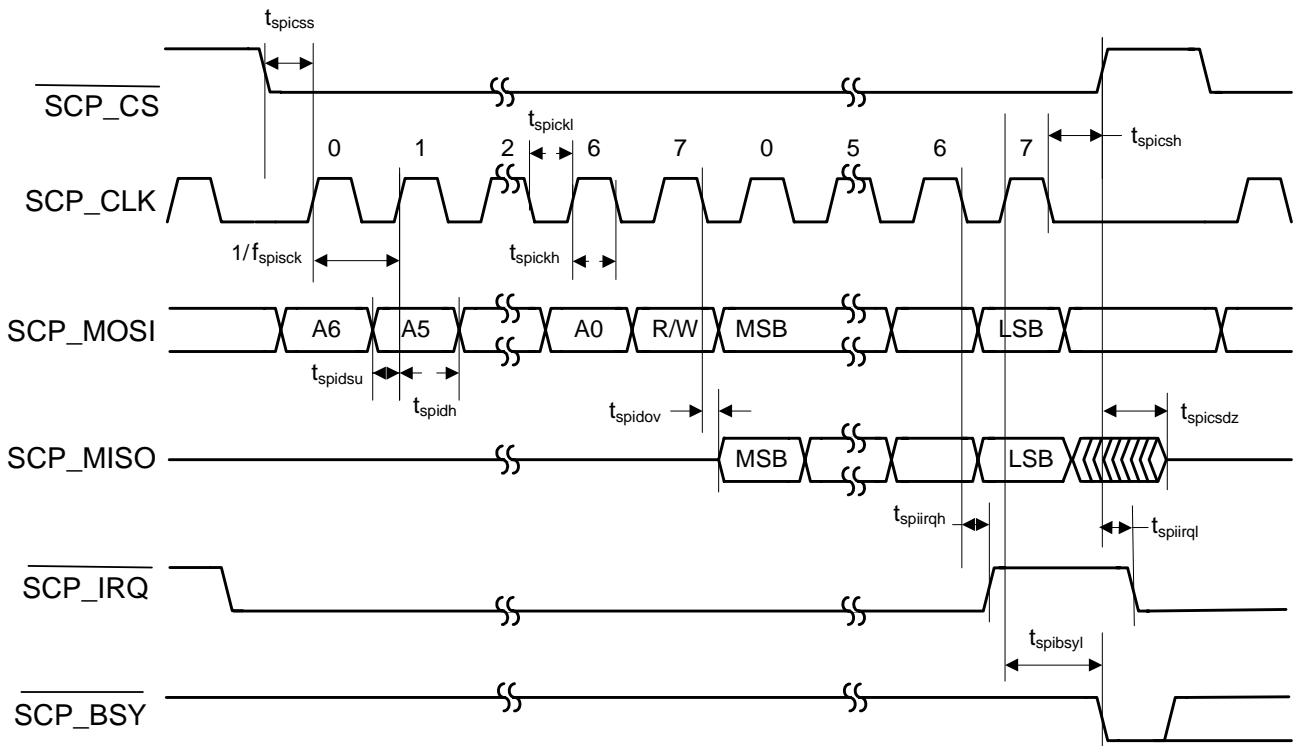 t_spicss
SCP_CS
t_spickl
t_spicsh
0 1 2 6 7 0 5 6 7
SCP_CLK
1/f_spisck
t_spickh
SCP_MOSI
A6 A5 A0 R/W MSB LSB
t_spidsu
t_spidh
t_spidov
t_spicsdz
SCP_MISO
MSB LSB
t_spiirqh
t_spiirql
SCP_IRQ
t_spibsyl
SCP_BSY